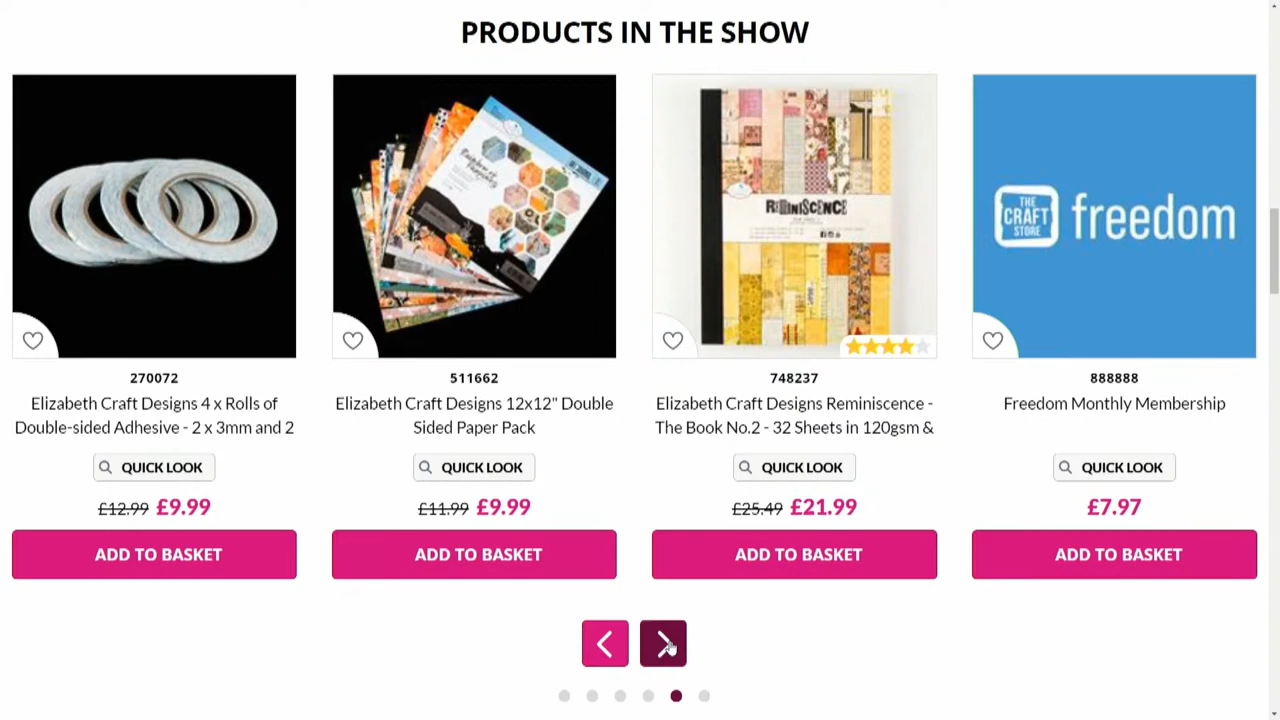 PRODUCTS IN THE SHOW
REMINISCENCE
THE
CRAFT
STORE
freedom
270072
511662
748237
888888
Elizabeth Craft Designs 4 x Rolls of
Double-sided Adhesive - 2 x 3mm and 2
Elizabeth Craft Designs 12x12" Double
Sided Paper Pack
Elizabeth Craft Designs Reminiscence -
The Book No.2 - 32 Sheets in 120gsm &
Freedom Monthly Membership
QUICK LOOK
QUICK LOOK
QUICK LOOK
QUICK LOOK
£12.99 £9.99
£11.99 £9.99
£25.49 £21.99
£7.97
ADD TO BASKET
ADD TO BASKET
ADD TO BASKET
ADD TO BASKET